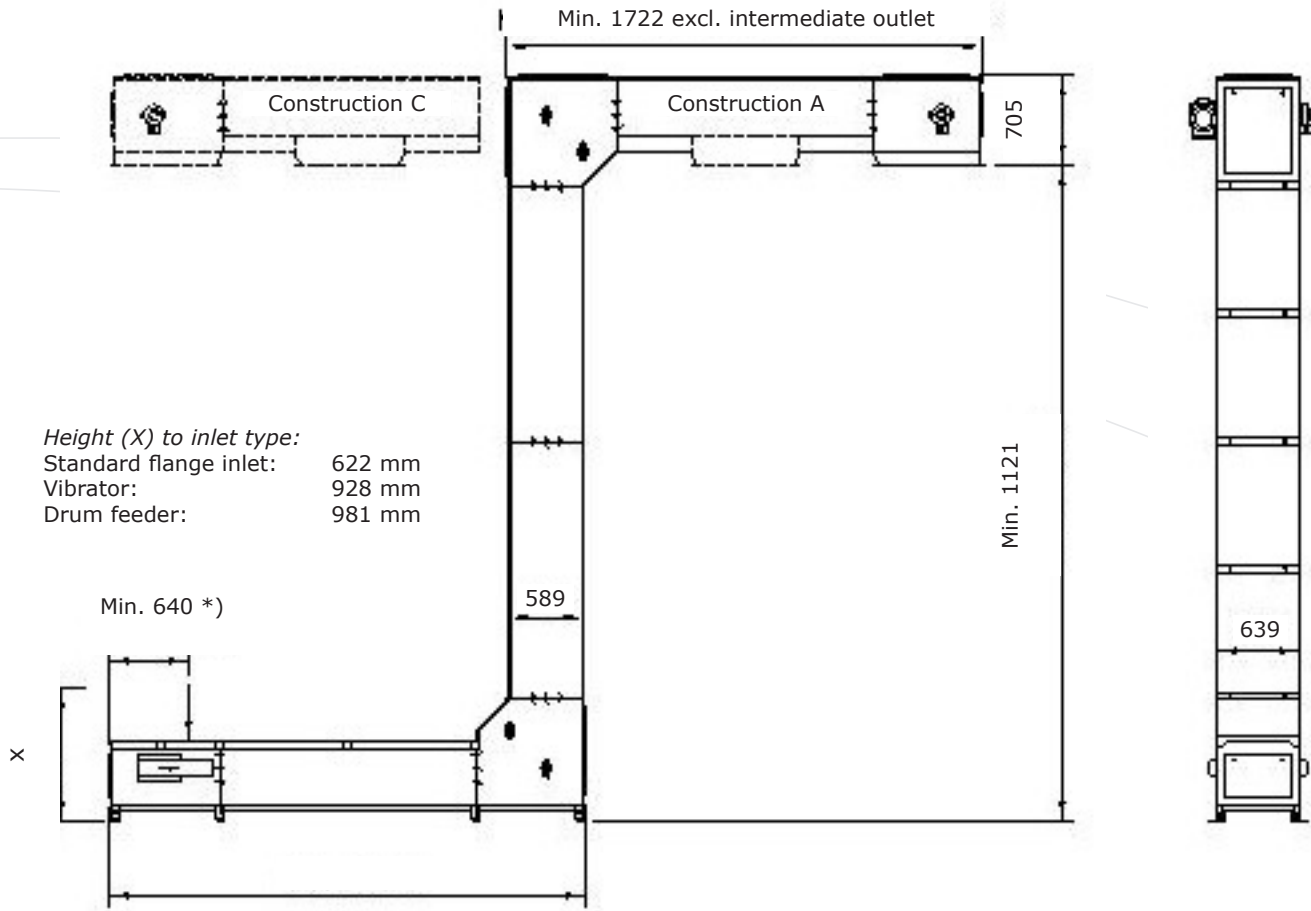 Min. 1722 excl. intermediate outlet
Construction C
Construction A
705
Height (X) to inlet type:
Standard flange inlet: 622 mm
Vibrator: 928 mm
Drum feeder: 981 mm
Min. 1121
Min. 640 *)
589
639
X